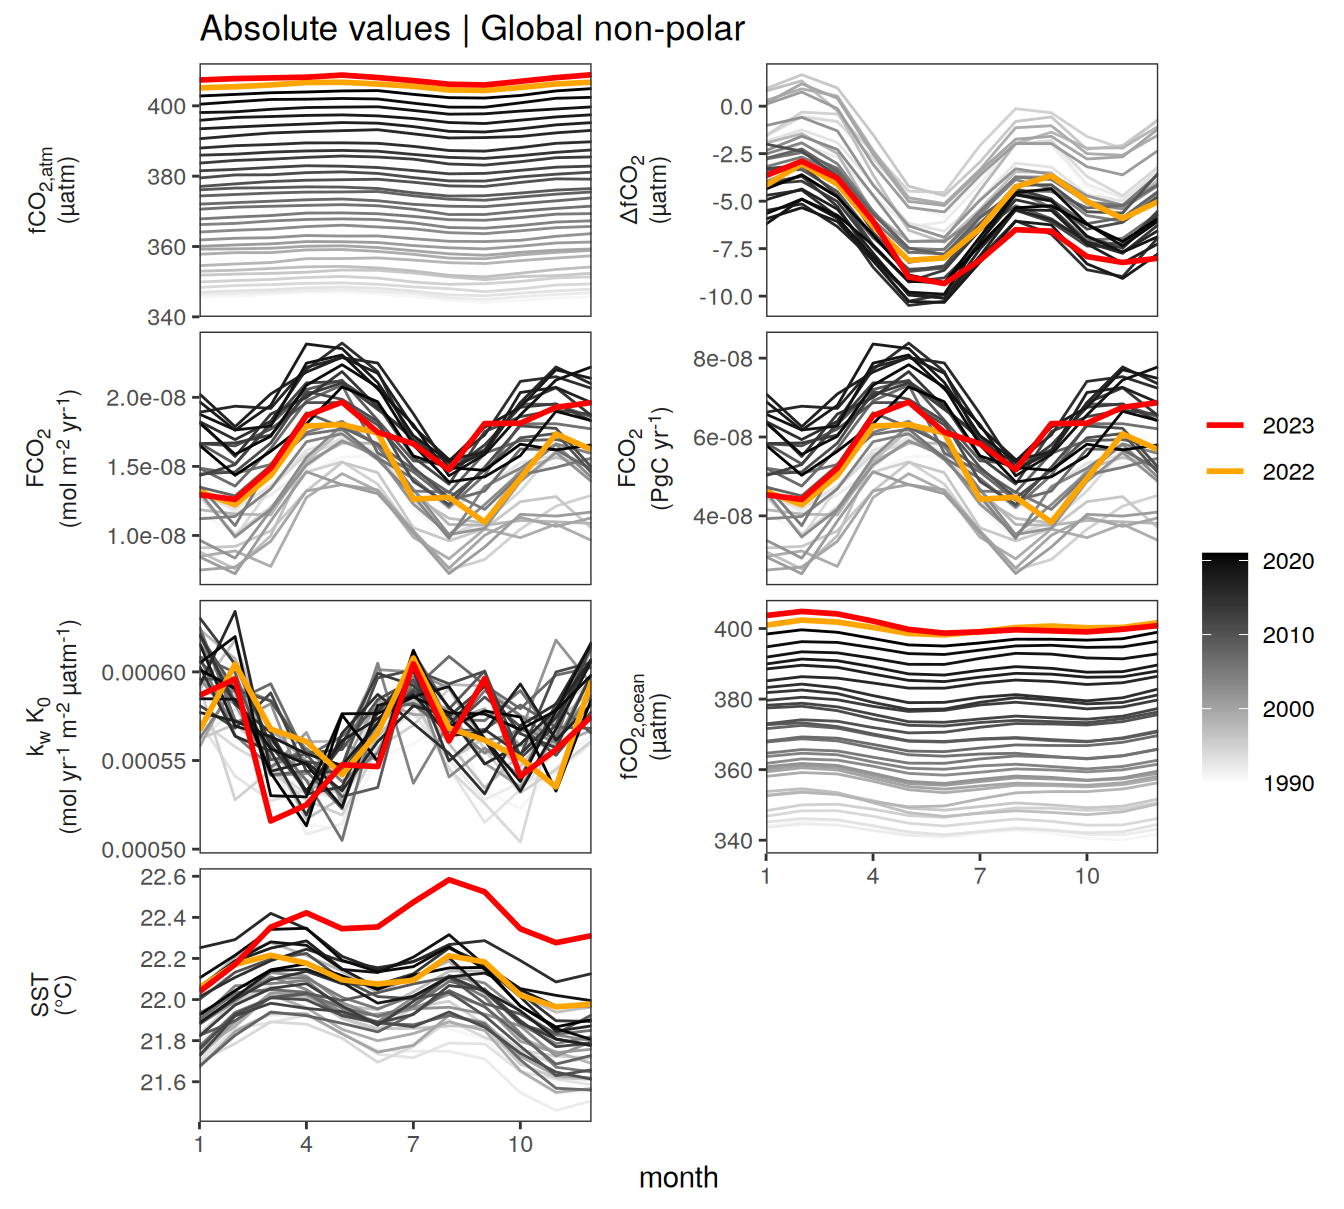 Absolute values | Global non-polar
fCO2,atm
(µatm)
400
380
360
340
ΔfCO2
(µatm)
0.0
-2.5
-5.0
-7.5
-10.0
FCO2
(mol m-2 yr-1)
2.0e-08
1.5e-08
1.0e-08
FCO2
(PgC yr-1)
8e-08
6e-08
4e-08
kw K0
(mol yr-1 m-2 µatm-1)
0.00060
0.00055
0.00050
fCO2,ocean
(µatm)
400
380
360
340
1 4 7 10
SST
(°C)
22.6
22.4
22.2
22.0
21.8
21.6
1 4 7 10
month
2023
2022
2020
2010
2000
1990